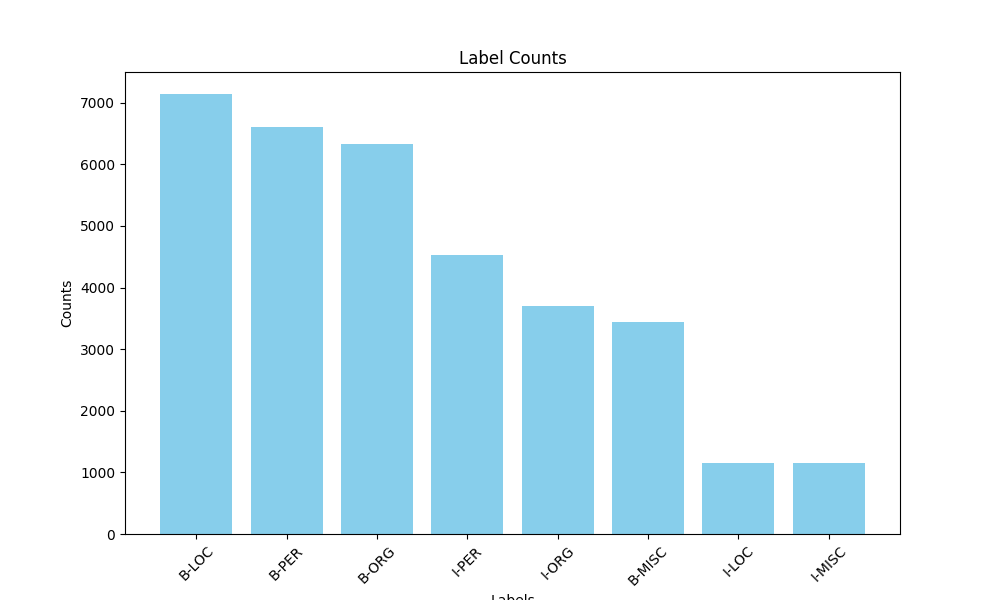 Label Counts
Counts
7000
6000
5000
4000
3000
2000
1000
0
B-LOC
B-PER
B-ORG
I-PER
I-ORG
B-MISC
I-LOC
I-MISC
Labels